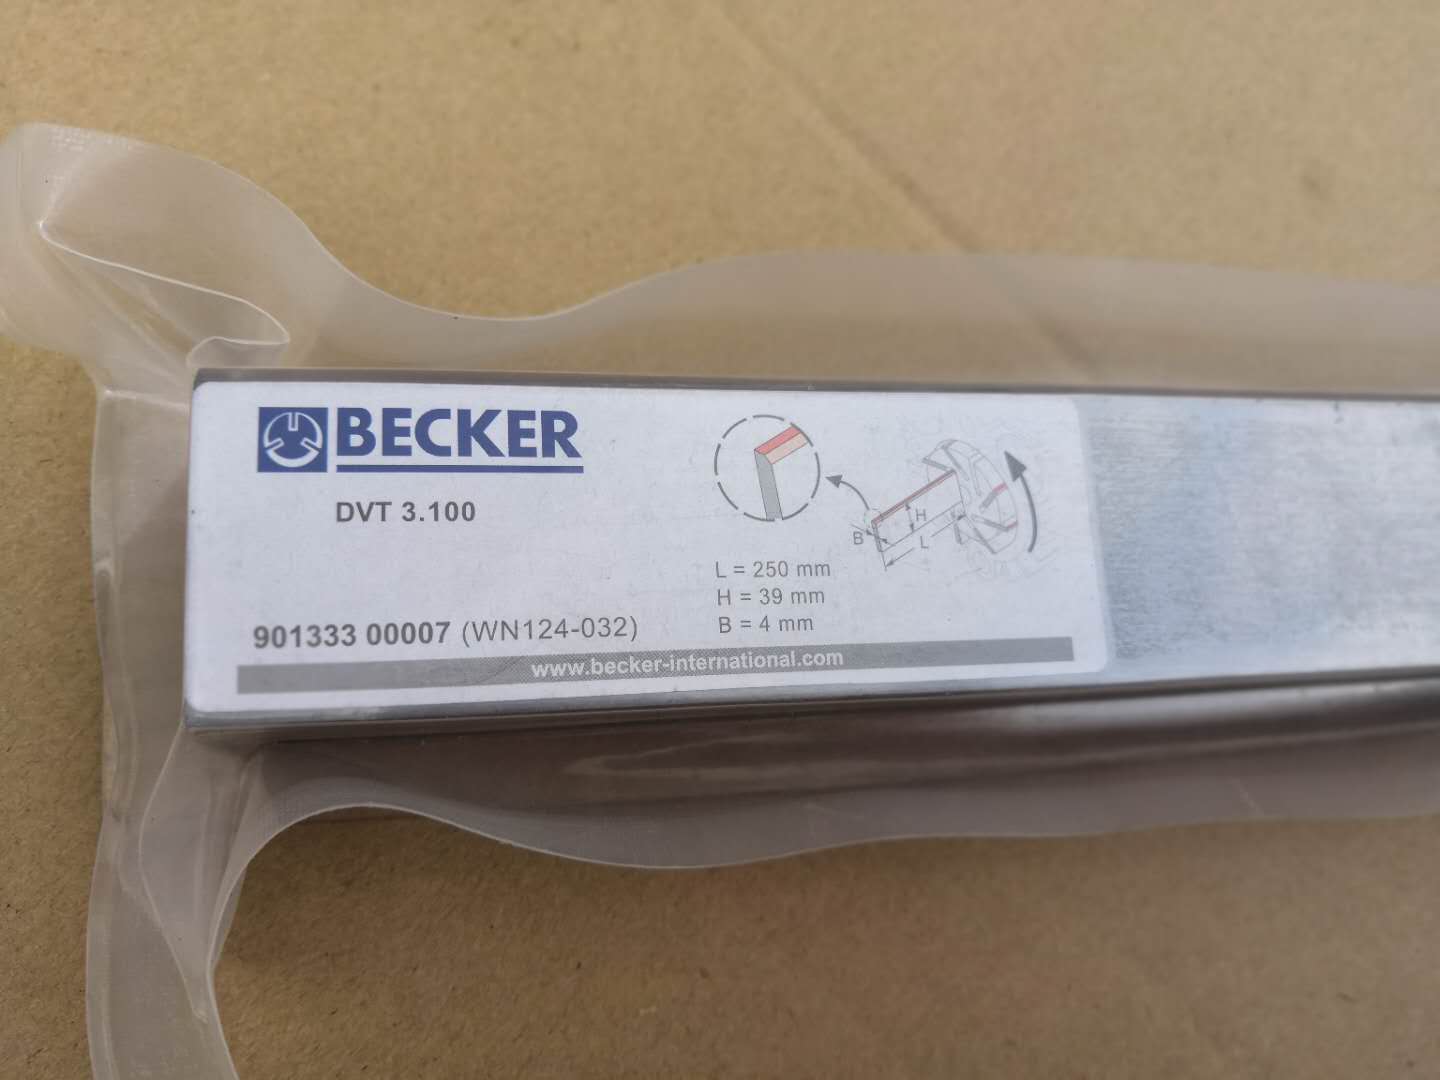 BECKER
DVT 3.100
B
H
L
L = 250 mm
H = 39 mm
B = 4 mm
901333 00007 (WN124-032)
www.becker-international.com